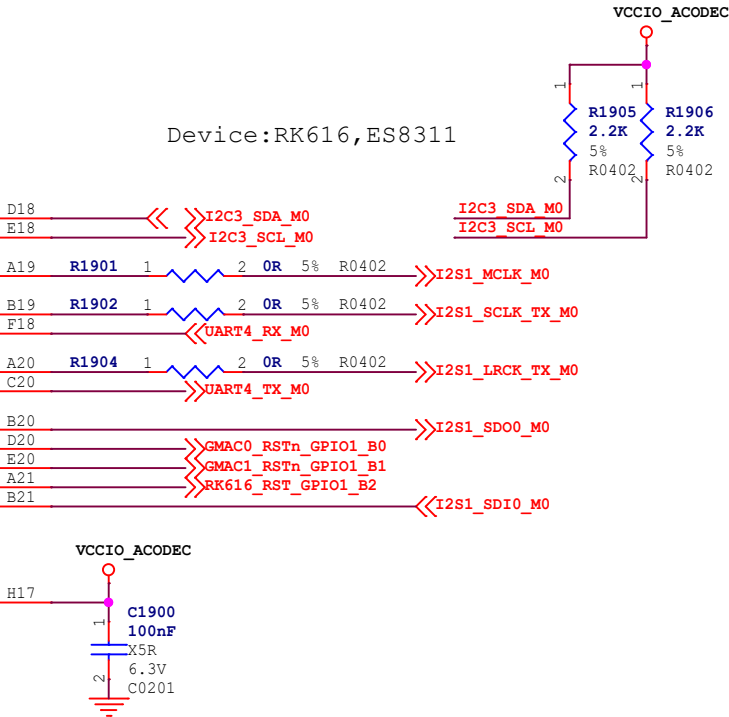 VCCIO_ACODEC
1 1
R1905 R1906
2.2K 2.2K
5% 5%
R0402 R0402
2 2
Device:RK616,ES8311
D18 I2C3_SDA_M0 I2C3_SDA_M0
E18 I2C3_SCL_M0 I2C3_SCL_M0
A19 R1901 1 2 0R 5% R0402 I2S1_MCLK_M0
B19 R1902 1 2 0R 5% R0402 I2S1_SCLK_TX_M0
F18 UART4_RX_M0
A20 R1904 1 2 0R 5% R0402 I2S1_LRCK_TX_M0
C20 UART4_TX_M0
B20 I2S1_SDO0_M0
D20 GMAC0_RSTn_GPIO1_B0
E20 GMAC1_RSTn_GPIO1_B1
A21 RK616_RST_GPIO1_B2
B21 I2S1_SDI0_M0
VCCIO_ACODEC
H17
1 C1900
100nF
X5R
6.3V
2 C0201